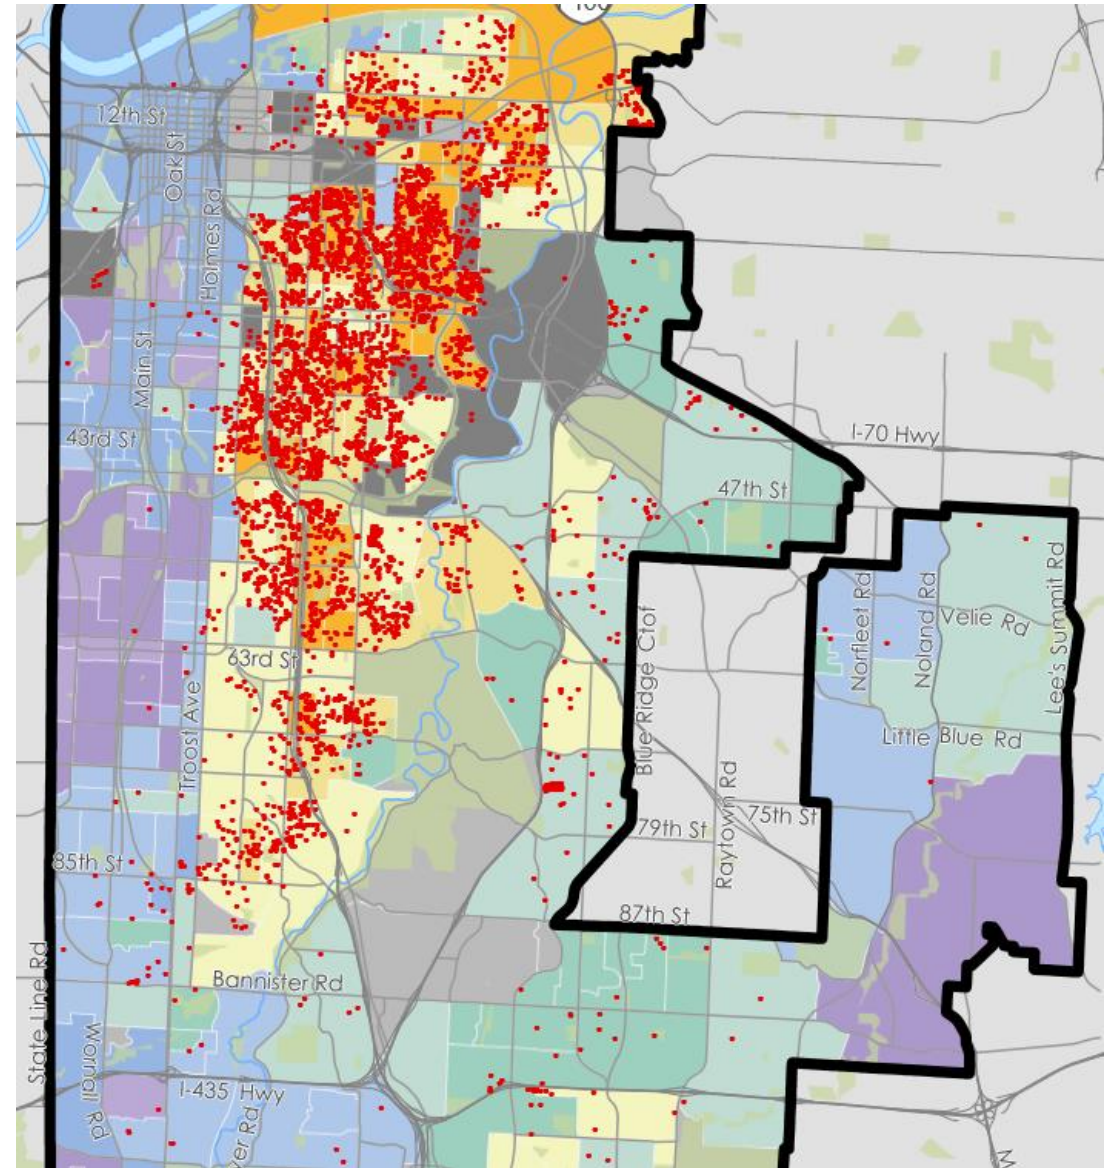 12th St
Oak St
Holmes Rd
Main St
43rd St
I-70 Hwy
47th St
Norfleet Rd
Noland Rd
Velie Rd
Lee's Summit Rd
63rd St
Blue Ridge Ctof
Troost Ave
Little Blue Rd
Raytown Rd
79th St
75th St
85th St
87th St
Bannister Rd
State Line Rd
Wornall Rd
I-435 Hwy
ver Rd
M